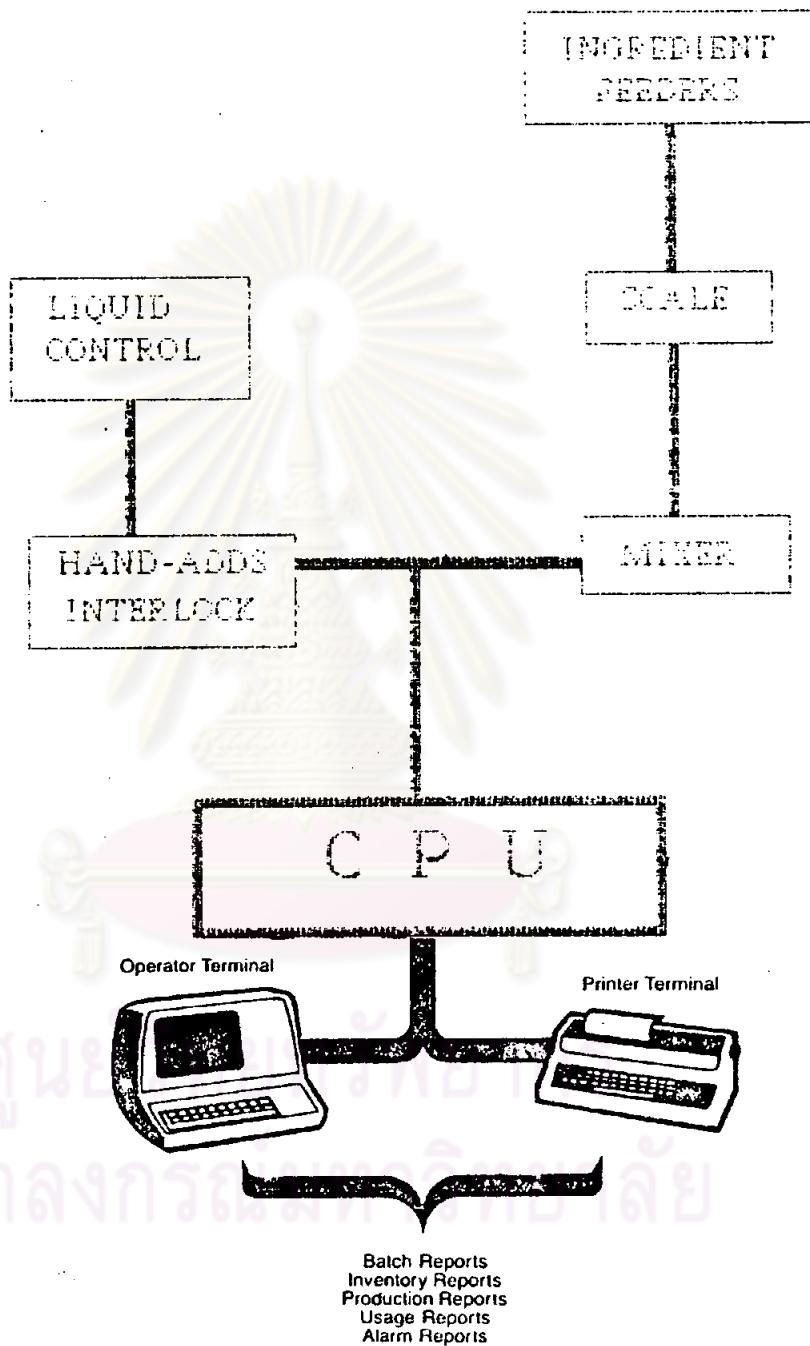 INGREDIENT
FEEDERS
SCALE
LIQUID
CONTROL
HAND-ADDS
INTERLOCK
MIXER
C P U
Operator Terminal
Printer Terminal
Batch Reports
Inventory Reports
Production Reports
Usage Reports
Alarm Reports